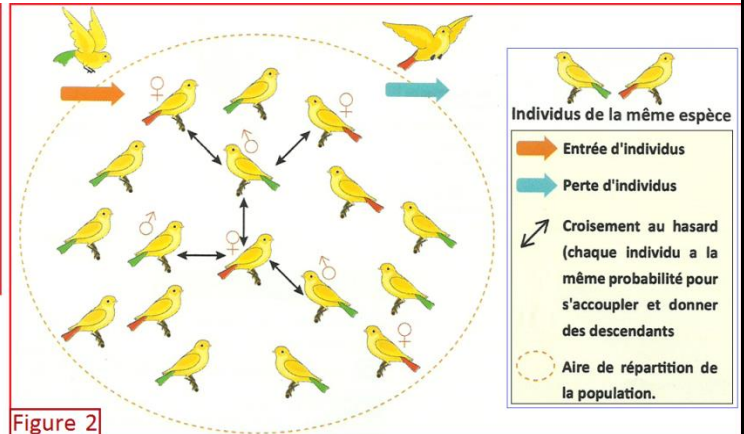 ♀
♀
♂
♂
♀
♂
♀
Figure 2
Individus de la même espèce
Entrée d'individus
Perte d'individus
Croisement au hasard
(chaque individu a la
même probabilité pour
s'accoupler et donner
des descendants
Aire de répartition de
la population.